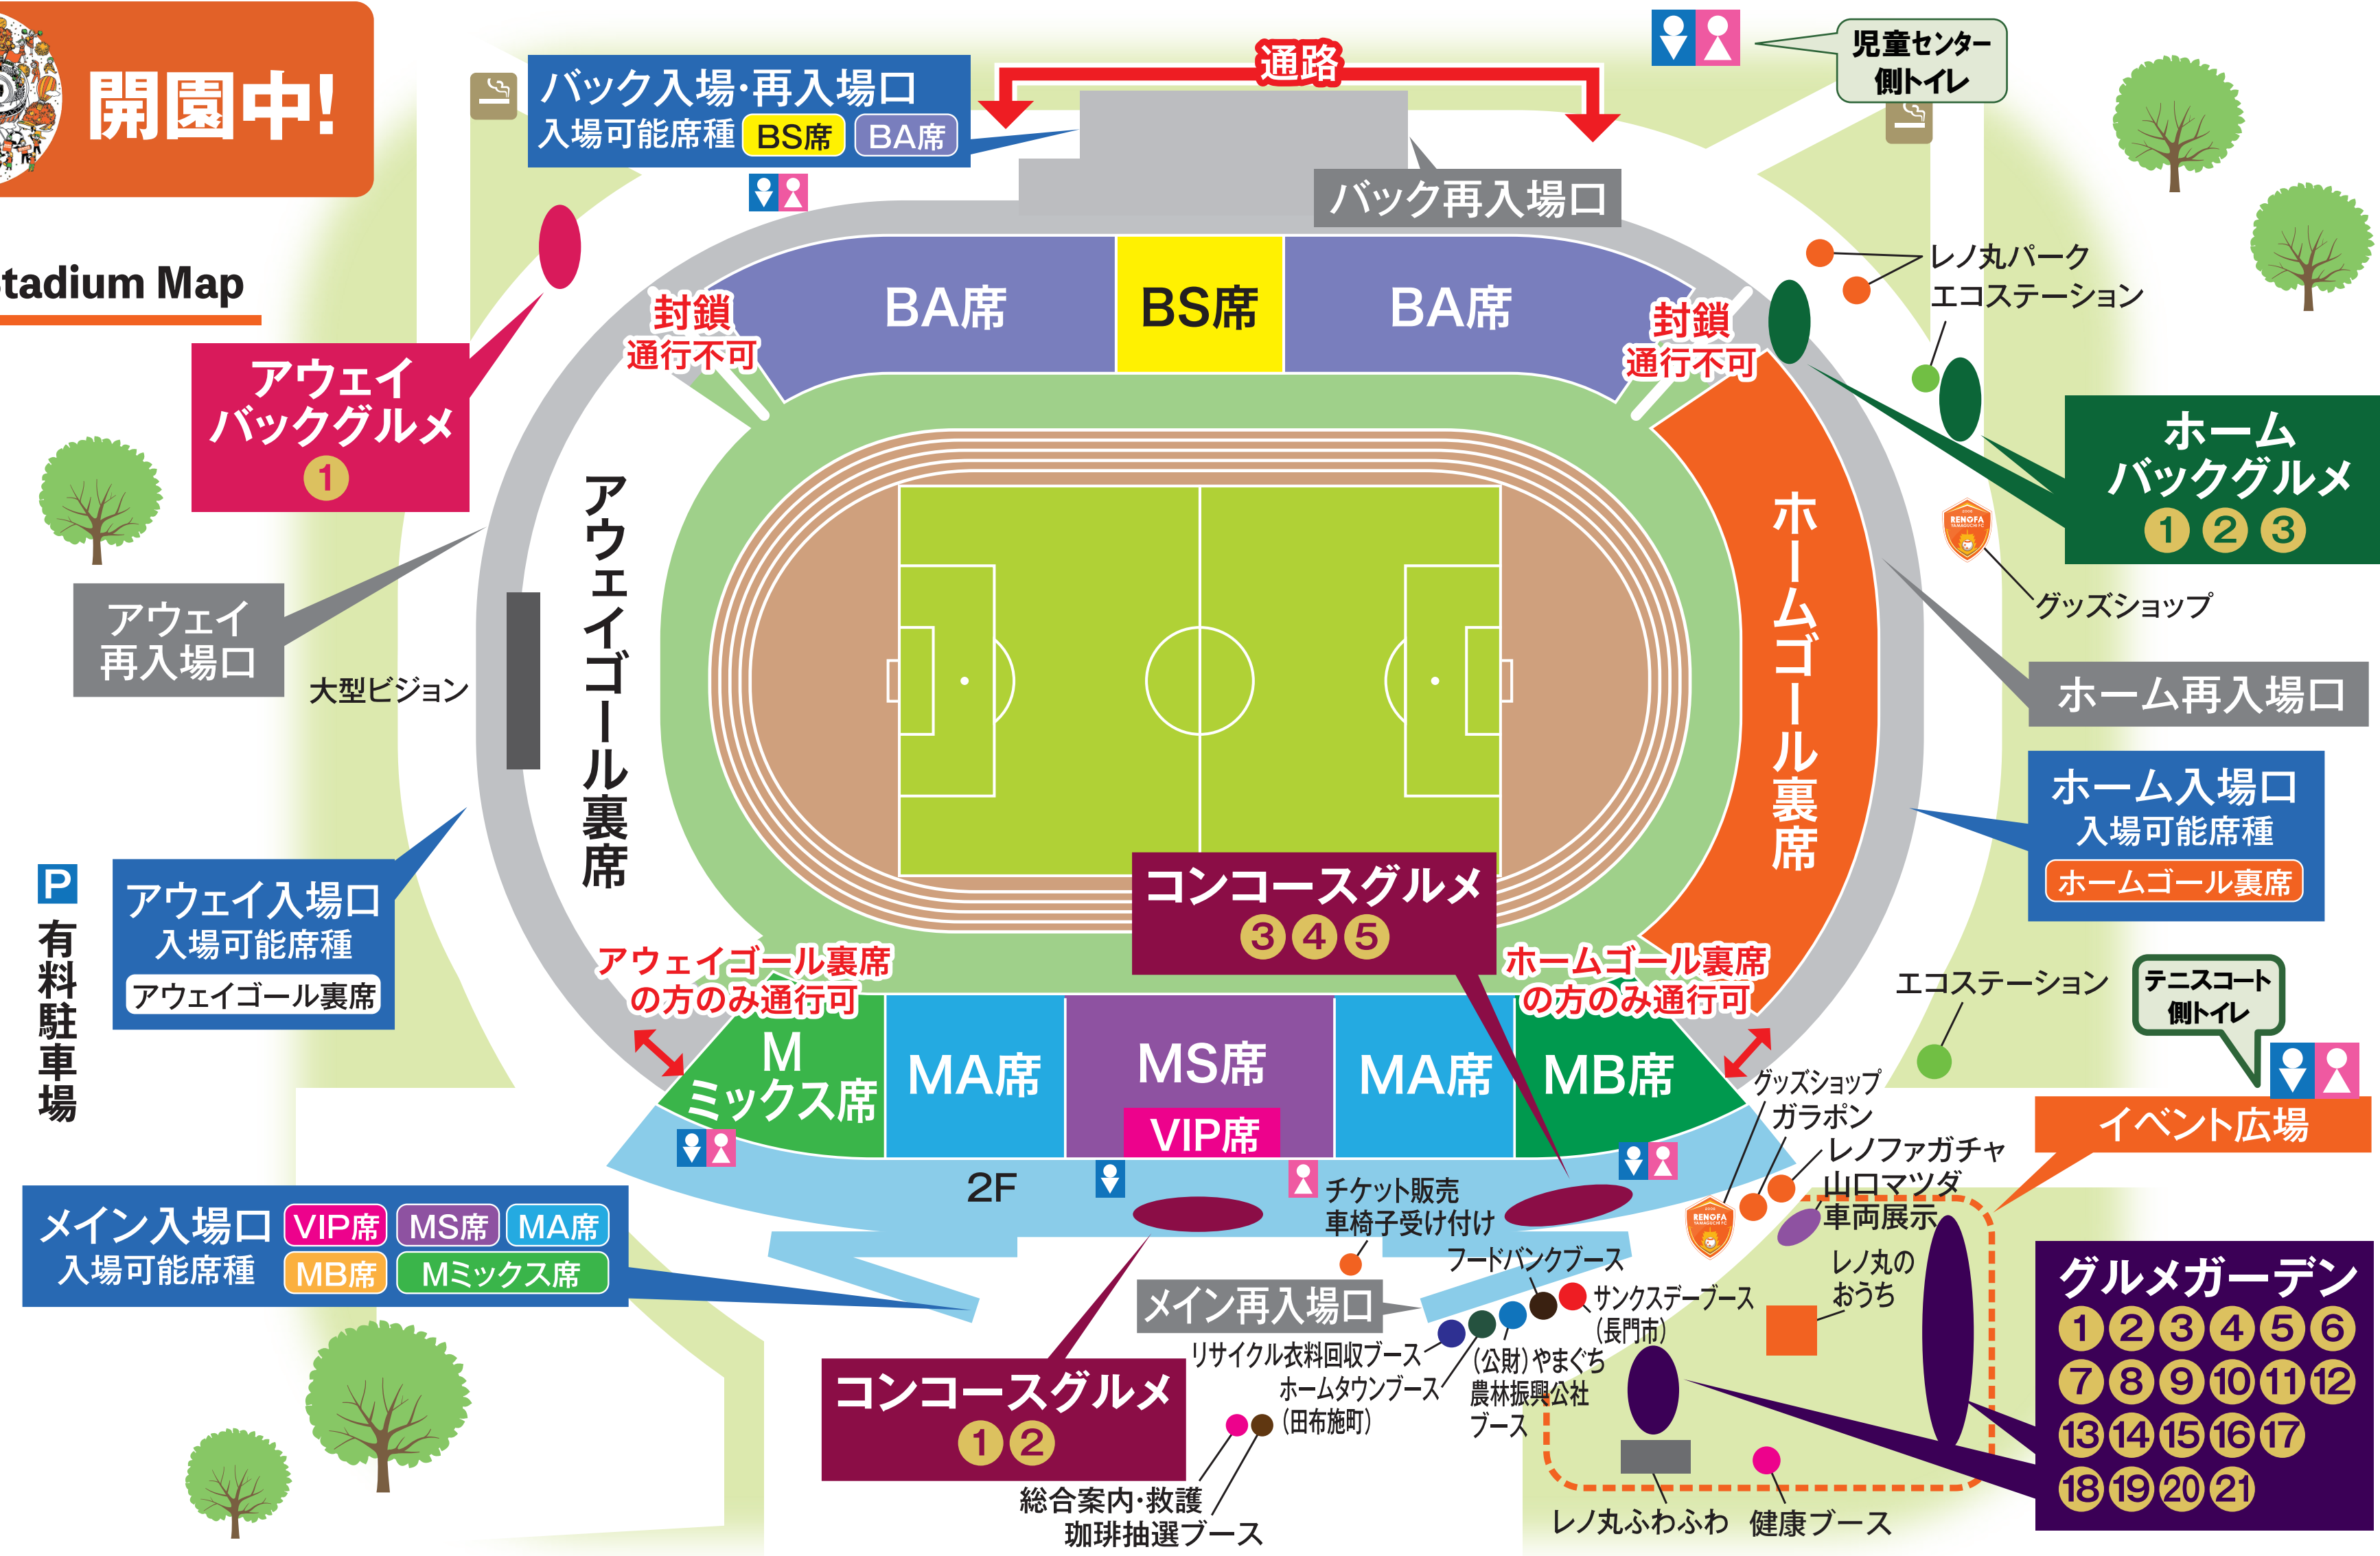 開園中!
Stadium Map
バック入場・再入場口
入場可能席種 BS席 BA席
通路
児童センター
側トイレ
バック再入場口
レノ丸パーク
エコステーション
BA席
BS席
BA席
封鎖
通行不可
封鎖
通行不可
アウェイ
バックグルメ
1
ホーム
バックグルメ
1 2 3
RENOFA
YAMAGUCHI FC
グッズショップ
アウェイゴール裏席
ホームゴール裏席
アウェイ
再入場口
大型ビジョン
ホーム再入場口
ホーム入場口
入場可能席種
ホームゴール裏席
P
有料駐車場
アウェイ入場口
入場可能席種
アウェイゴール裏席
コンコースグルメ
3 4 5
アウェイゴール裏席
の方のみ通行可
ホームゴール裏席
の方のみ通行可
エコステーション
テニスコート
側トイレ
M
ミックス席
MA席
MS席
VIP席
MA席
MB席
グッズショップ
ガラポン
レノファガチャ
山口マツダ
車両展示
イベント広場
2F
チケット販売
車椅子受け付け
RENOFA
YAMAGUCHI FC
メイン入場口 VIP席 MS席 MA席
入場可能席種 MB席 Mミックス席
フードバンクブース
サンクスデーブース
(長門市)
レノ丸の
おうち
メイン再入場口
リサイクル衣料回収ブース
(公財)やまぐち
農林振興公社
ブース
ホームタウンブース
(田布施町)
グルメガーデン
1 2 3 4 5 6
7 8 9 10 11 12
13 14 15 16 17
18 19 20 21
コンコースグルメ
1 2
総合案内・救護
珈琲抽選ブース
レノ丸ふわふわ
健康ブース